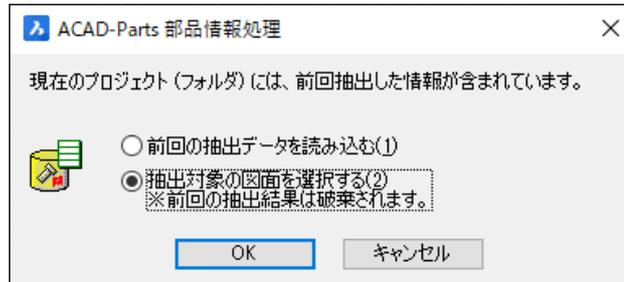 ACAD-Parts 部品情報処理
現在のプロジェクト（フォルダ）には、前回抽出した情報が含まれています。
前回の抽出データを読み込む(1)
抽出対象の図面を選択する(2)
※前回の抽出結果は破棄されます。
OK キャンセル